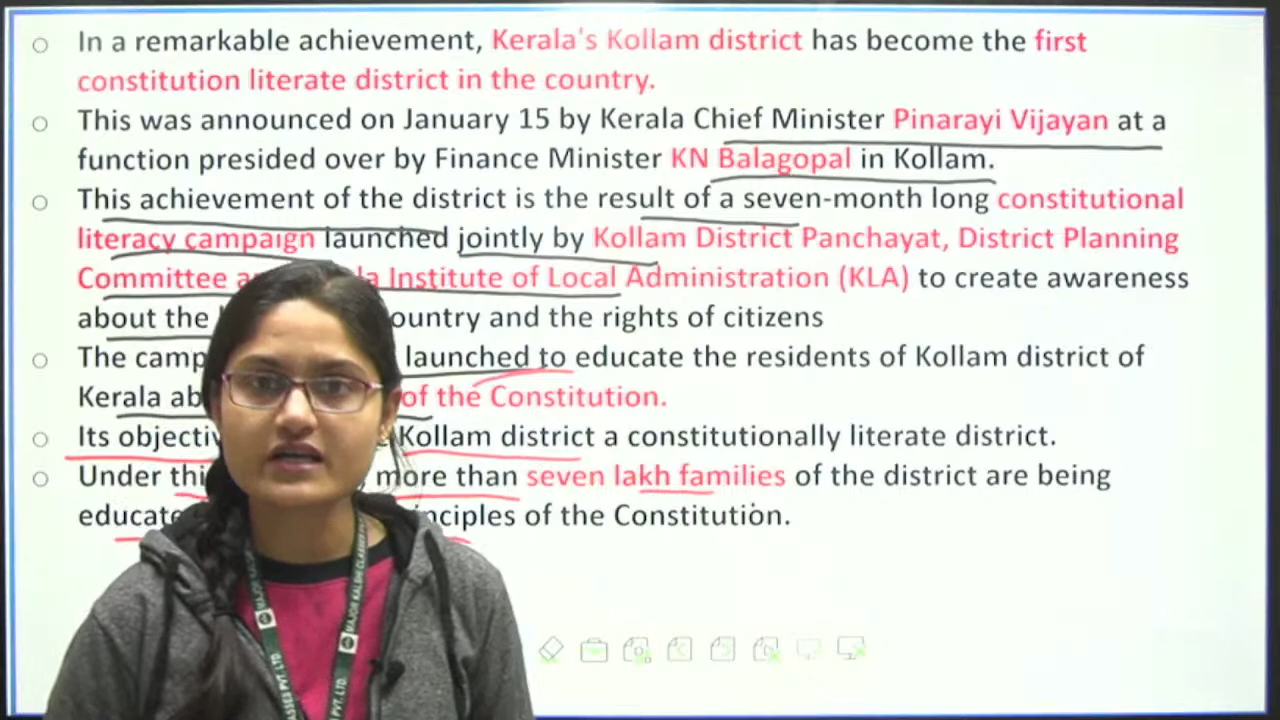 In a remarkable achievement, Kerala's Kollam district has become the first
constitution literate district in the country.
This was announced on January 15 by Kerala Chief Minister Pinarayi Vijayan at a
function presided over by Finance Minister KN Balagopal in Kollam.
This achievement of the district is the result of a seven-month long constitutional
literacy campaign launched jointly by Kollam District Panchayat, District Planning
Committee a Institute of Local Administration (KLA) to create awareness
about the ountry and the rights of citizens
The camp launched to educate the residents of Kollam district of
Kerala ab of the Constitution.
Its objectiv Kollam district a constitutionally literate district.
Under thi more than seven lakh families of the district are being
educate nciples of the Constitution.
MAJOR KALSHI CLASSES PVT. LTD.